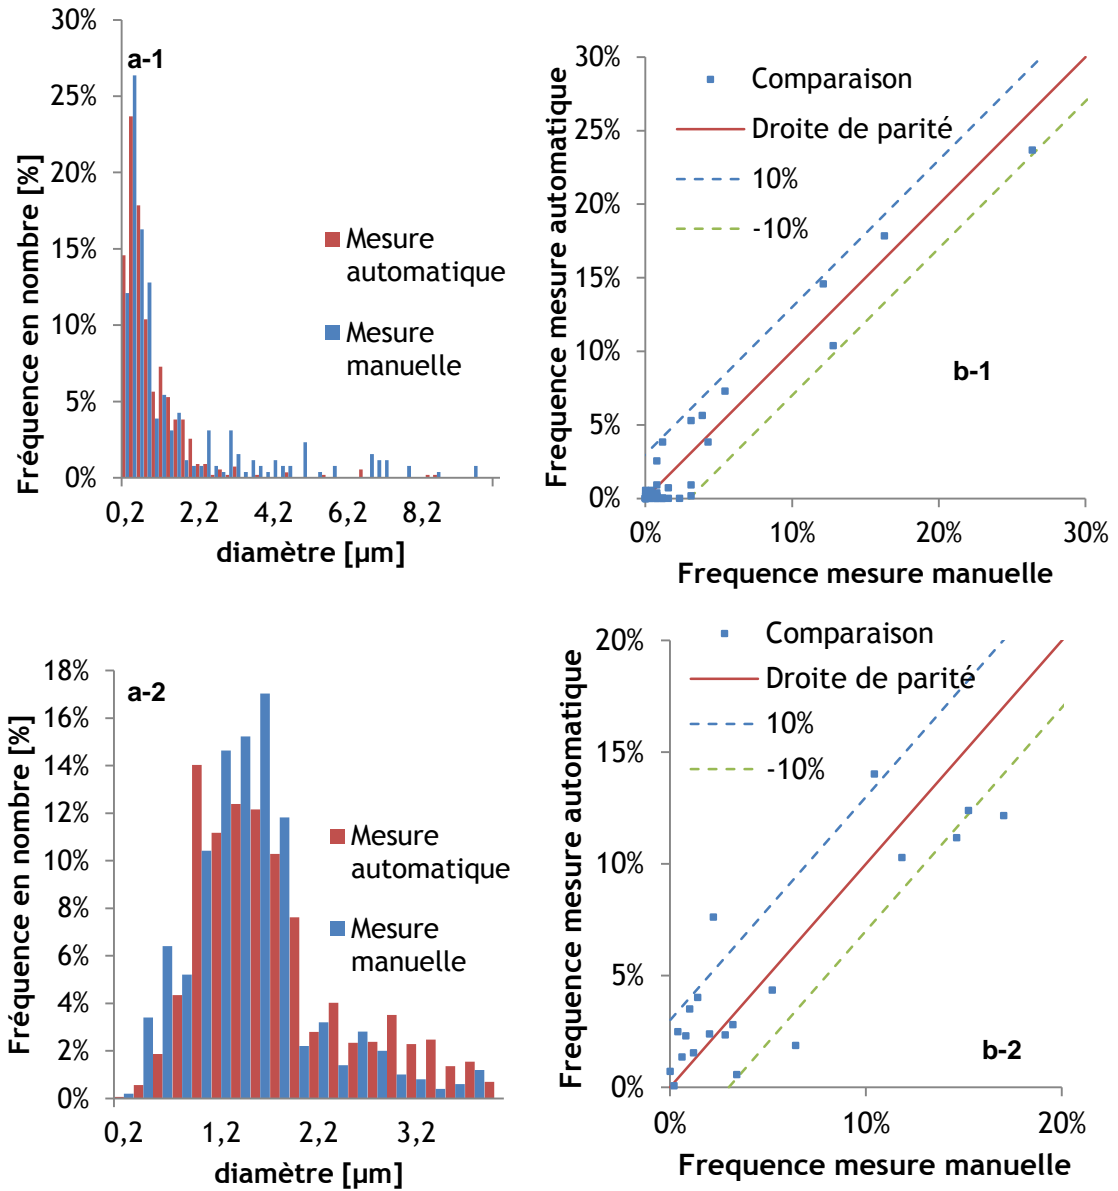 a-1
Fréquence en nombre [%]
30%
25%
20%
15%
10%
5%
0%
0,2
2,2
4,2
6,2
8,2
diamètre [µm]
Mesure
automatique
Mesure
manuelle
Frequence mesure automatique
30%
25%
20%
15%
10%
5%
0%
0%
10%
20%
30%
Frequence mesure manuelle
Comparaison
Droite de parité
10%
-10%
b-1
a-2
Fréquence en nombre [%]
18%
16%
14%
12%
10%
8%
6%
4%
2%
0%
0,2
1,2
2,2
3,2
diamètre [µm]
Mesure
automatique
Mesure
manuelle
Frequence mesure automatique
20%
15%
10%
5%
0%
0%
10%
20%
Frequence mesure manuelle
Comparaison
Droite de parité
10%
-10%
b-2